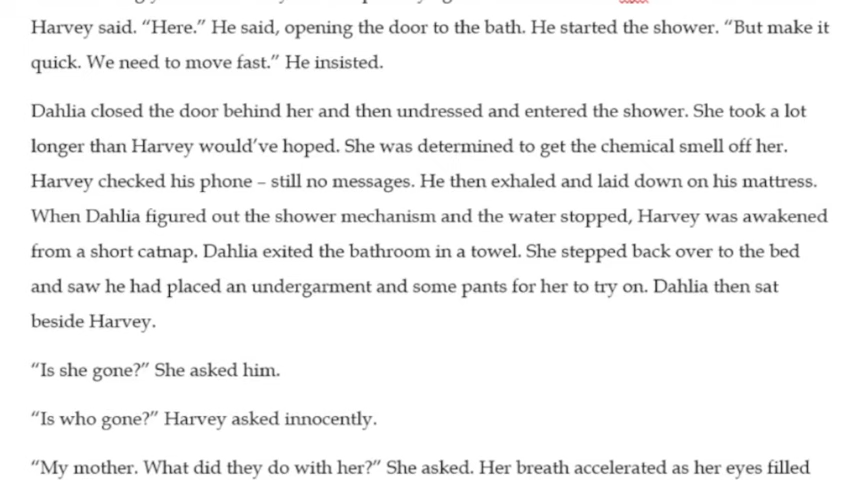 Harvey said. “Here.” He said, opening the door to the bath. He started the shower. “But make it
quick. We need to move fast.” He insisted.
Dahlia closed the door behind her and then undressed and entered the shower. She took a lot
longer than Harvey would’ve hoped. She was determined to get the chemical smell off her.
Harvey checked his phone – still no messages. He then exhaled and laid down on his mattress.
When Dahlia figured out the shower mechanism and the water stopped, Harvey was awakened
from a short catnap. Dahlia exited the bathroom in a towel. She stepped back over to the bed
and saw he had placed an undergarment and some pants for her to try on. Dahlia then sat
beside Harvey.
“Is she gone?” She asked him.
“Is who gone?” Harvey asked innocently.
“My mother. What did they do with her?” She asked. Her breath accelerated as her eyes filled